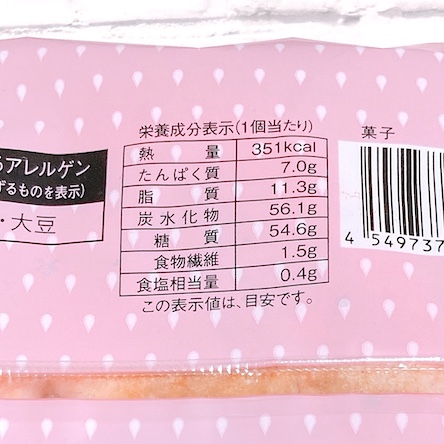 栄養成分表示(1個当たり)
熱量 351kcal
たんぱく質 7.0g
脂質 11.3g
炭水化物 56.1g
糖質 54.6g
食物繊維 1.5g
食塩相当量 0.4g
この表示値は、目安です。
るアレルゲン
ずるものを表示)
・大豆
菓子
4 549737